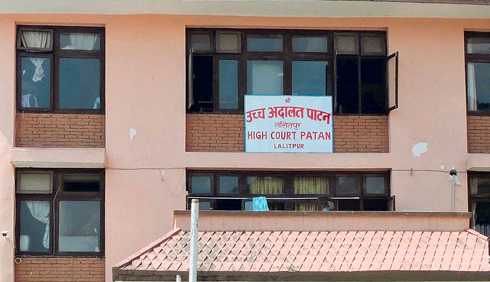 श्री
उच्च अदालत पाटन
ललितपुर
HIGH COURT PATAN
LALITPUR